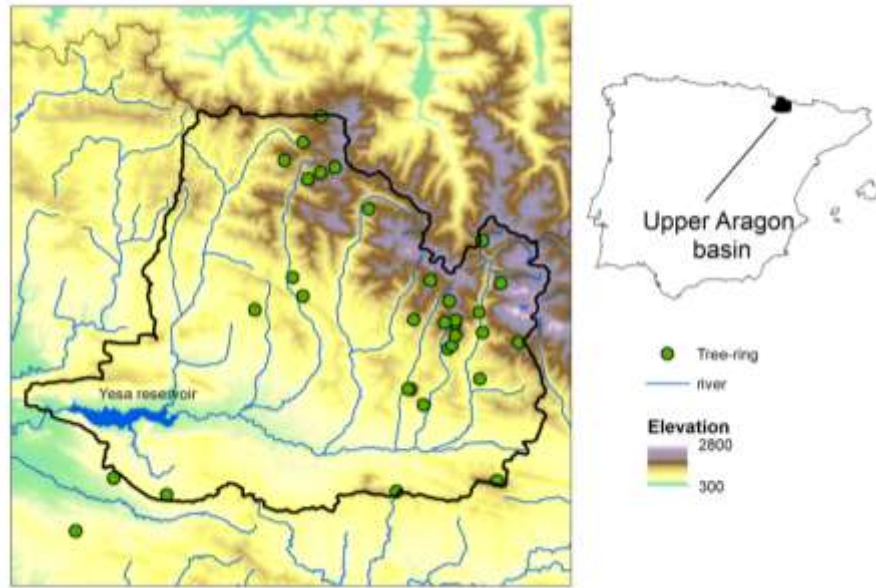 Yesa reservoir
Upper Aragon
basin
Tree-ring
river
Elevation
2800
300